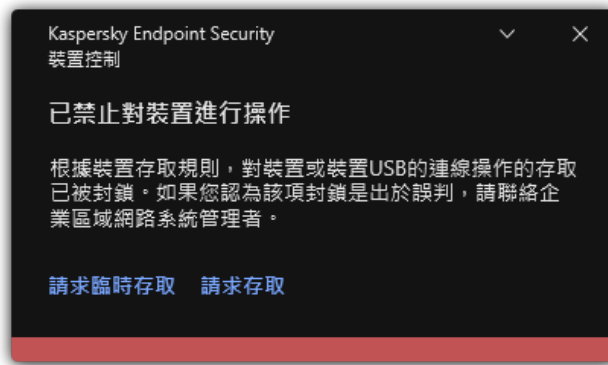 Kaspersky Endpoint Security
裝置控制
已禁止對裝置進行操作
根據裝置存取規則，對裝置或裝置USB的連線操作的存取
已被封鎖。如果您認為該項封鎖是出於誤判，請聯絡企
業區域網路系統管理者。
請求臨時存取 請求存取